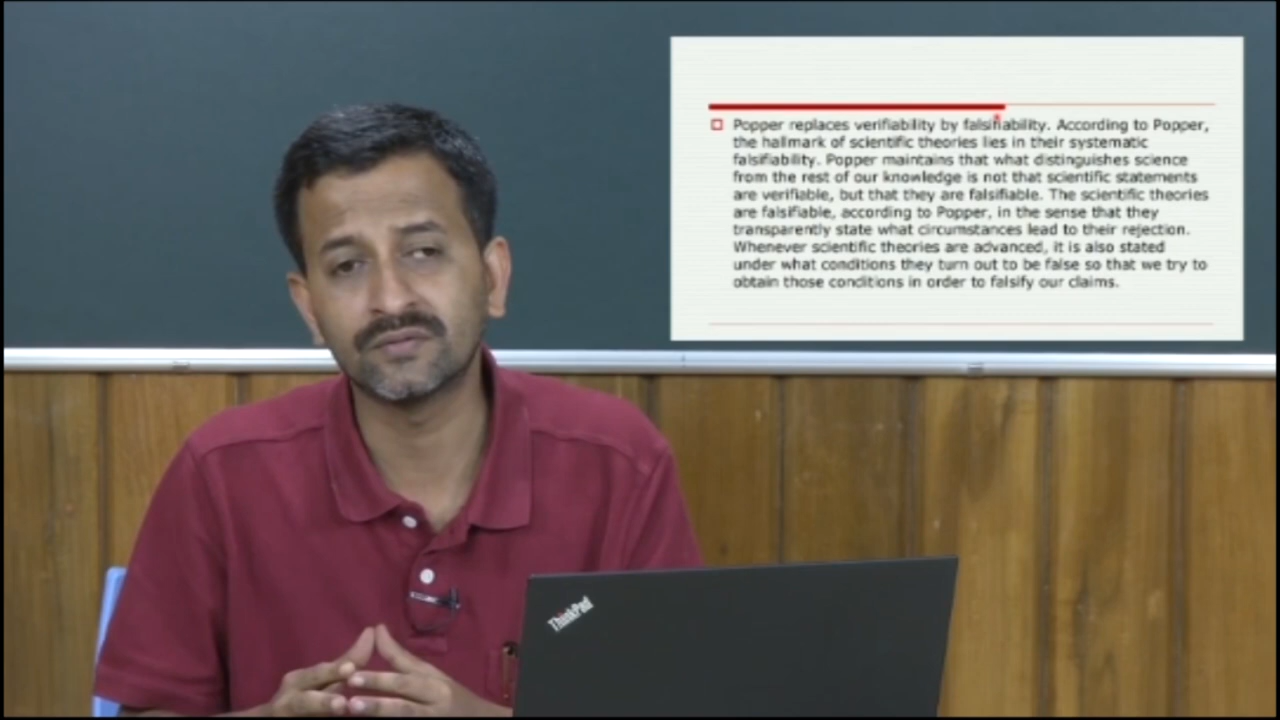 Popper replaces verifiability by falsifiability. According to Popper,
the hallmark of scientific theories lies in their systematic
falsifiability. Popper maintains that what distinguishes science
from the rest of our knowledge is not that scientific statements
are verifiable, but that they are falsifiable. The scientific theories
are falsifiable, according to Popper, in the sense that they
transparently state what circumstances lead to their rejection.
Whenever scientific theories are advanced, it is also stated
under what conditions they turn out to be false so that we try to
obtain those conditions in order to falsify our claims.
ThinkPad